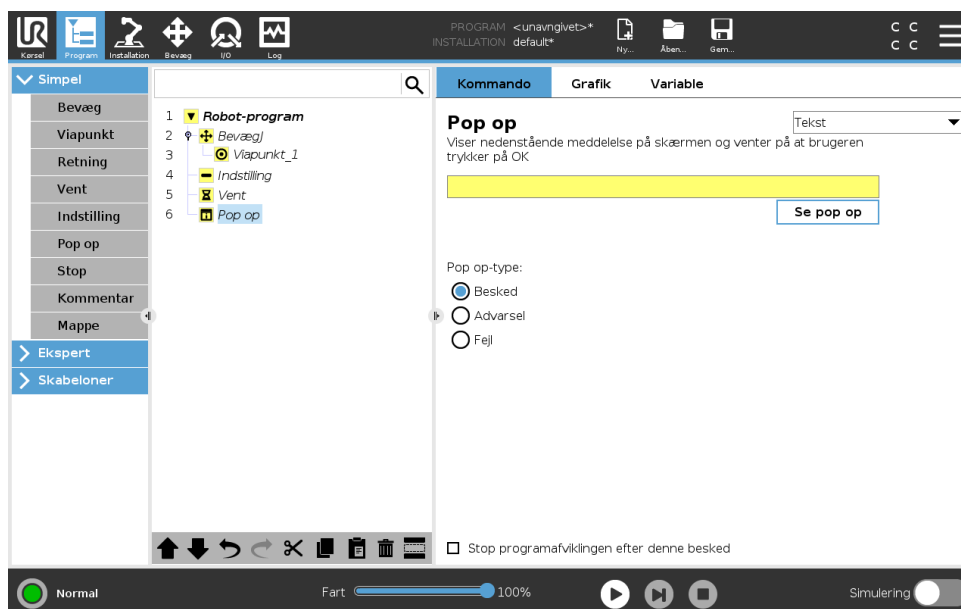 PROGRAM <unavngivet>*
INSTALLATION default*
Kørsel Program Installation Bevæg I/O Log Ny... Åben... Gem...
C C
C C
Simpel
Bevæg
Viapunkt
Retning
Vent
Indstilling
Pop op
Stop
Kommentar
Mappe
Ekspert
Skabeloner
1 Robot-program
2 BevægJ
3 Viapunkt_1
4 Indstilling
5 Vent
6 Pop op
Kommando Grafik Variable
Pop op
Tekst
Viser nedenstående meddelelse på skærmen og venter på at brugeren
trykker på OK
Se pop op
Pop op-type:
Besked
Advarsel
Fejl
Stop programafviklingen efter denne besked
Normal Fart 100% Simulering